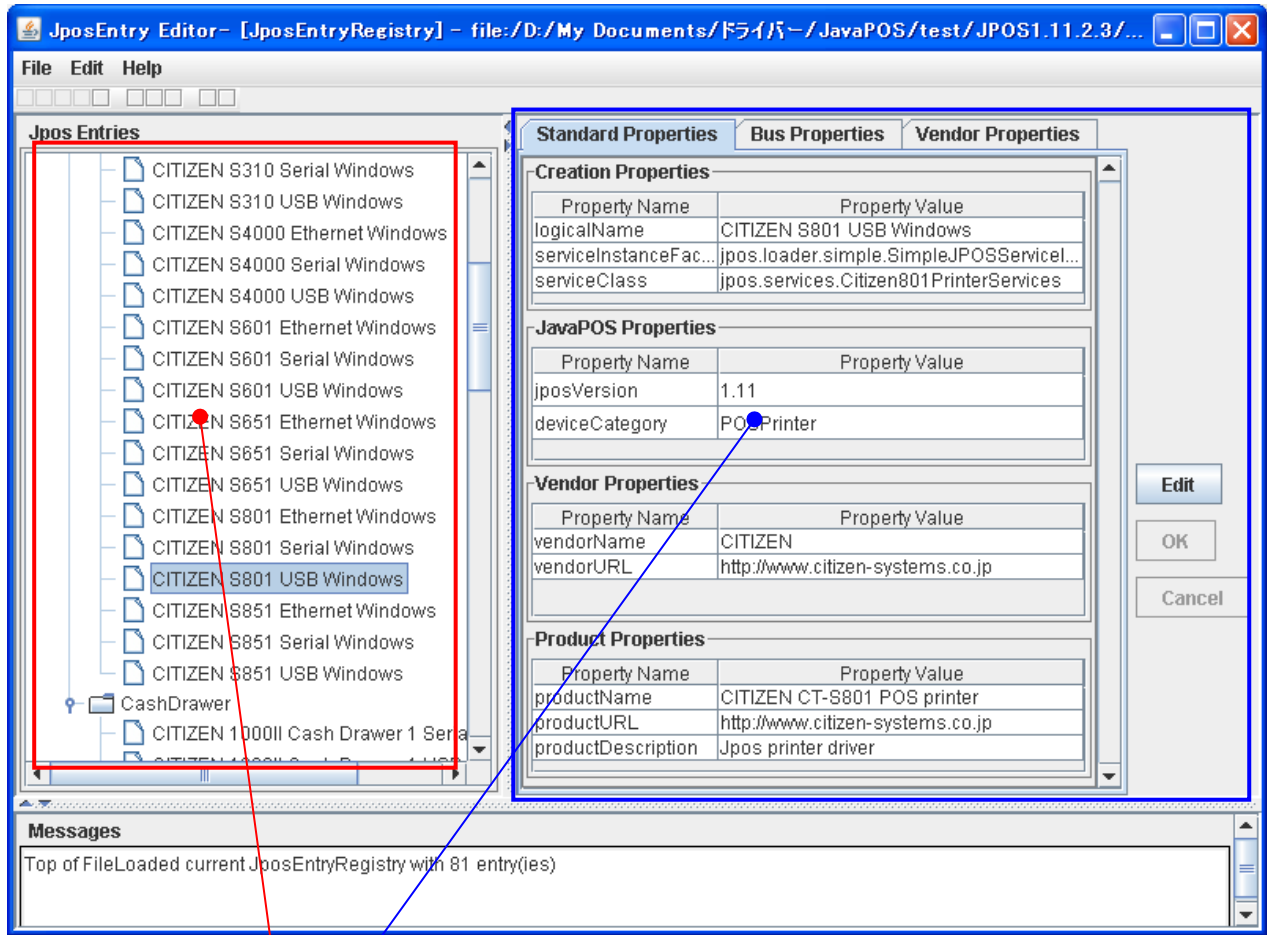 JposEntry Editor- [JposEntryRegistry] - file:/D:/My Documents/ドライバー/JavaPOS/test/JPOS1.11.2.3/...
File Edit Help
Jpos Entries
CITIZEN S310 Serial Windows
CITIZEN S310 USB Windows
CITIZEN S4000 Ethernet Windows
CITIZEN S4000 Serial Windows
CITIZEN S4000 USB Windows
CITIZEN S601 Ethernet Windows
CITIZEN S601 Serial Windows
CITIZEN S601 USB Windows
CITIZEN S651 Ethernet Windows
CITIZEN S651 Serial Windows
CITIZEN S651 USB Windows
CITIZEN S801 Ethernet Windows
CITIZEN S801 Serial Windows
CITIZEN S801 USB Windows
CITIZEN S851 Ethernet Windows
CITIZEN S851 Serial Windows
CITIZEN S851 USB Windows
CashDrawer
CITIZEN 1000II Cash Drawer 1 Seria
Standard Properties Bus Properties Vendor Properties
Creation Properties
Property Name Property Value
logicalName CITIZEN S801 USB Windows
serviceInstanceFac... jpos.loader.simple.SimpleJPOSServiceI...
serviceClass jpos.services.Citizen801PrinterServices
JavaPOS Properties
Property Name Property Value
jposVersion 1.11
deviceCategory POSPrinter
Vendor Properties
Property Name Property Value
vendorName CITIZEN
vendorURL http://www.citizen-systems.co.jp
Product Properties
Property Name Property Value
productName CITIZEN CT-S801 POS printer
productURL http://www.citizen-systems.co.jp
productDescription Jpos printer driver
Edit
OK
Cancel
Messages
Top of FileLoaded current JposEntryRegistry with 81 entry(ies)